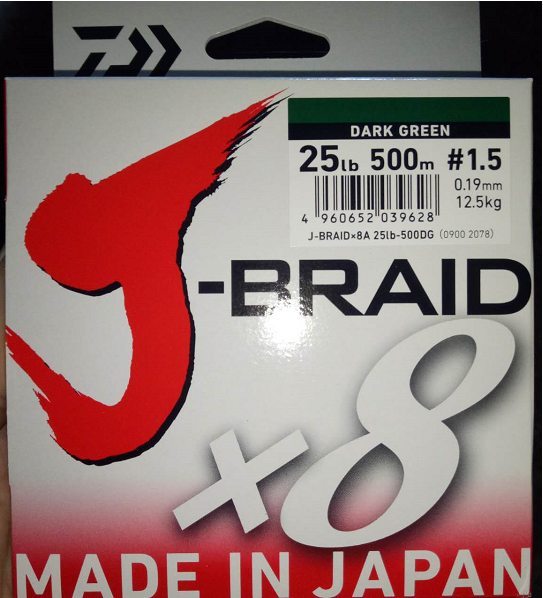 DARK GREEN
25lb 500m #1.5
0.19mm
12.5kg
4 960652 039628
J-BRAID×8A 25lb-500DG (0900 2078)
J-BRAID
×8
MADE IN JAPAN